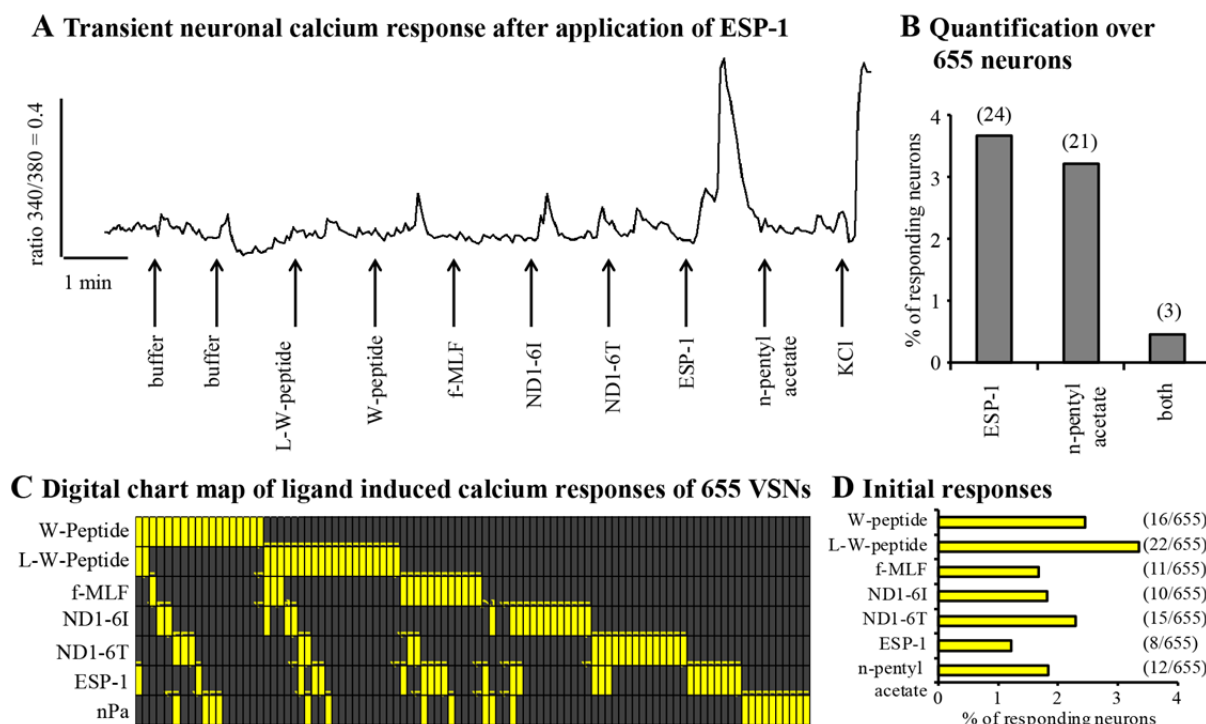 A Transient neuronal calcium response after application of ESP-1
ratio 340/380 = 0.4
1 min
buffer
buffer
L-W-peptide
W-peptide
f-MLF
ND1-6I
ND1-6T
ESP-1
n-pentyl
acetate
KCl
B Quantification over
655 neurons
% of responding neurons
4
3
2
1
0
(24)
(21)
(3)
ESP-1
n-pentyl
acetate
both
C Digital chart map of ligand induced calcium responses of 655 VSNs
W-Peptide
L-W-Peptide
f-MLF
ND1-6I
ND1-6T
ESP-1
nPa
D Initial responses
W-peptide (16/655)
L-W-peptide (22/655)
f-MLF (11/655)
ND1-6I (10/655)
ND1-6T (15/655)
ESP-1 (8/655)
n-pentyl (12/655)
acetate
0 1 2 3 4
% of responding neurons